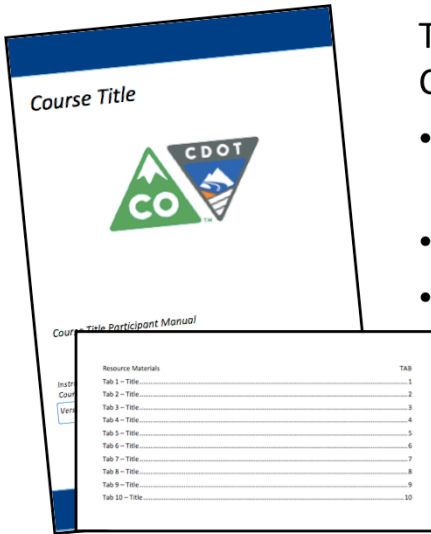 Course Title
CDOT
CO
TM
Course Title Participant Manual
Resource Materials TAB
Tab 1 – Title 1
Tab 2 – Title 2
Tab 3 – Title 3
Tab 4 – Title 4
Tab 5 – Title 5
Tab 6 – Title 6
Tab 7 – Title 7
Tab 8 – Title 8
Tab 9 – Title 9
Tab 10 – Title 10